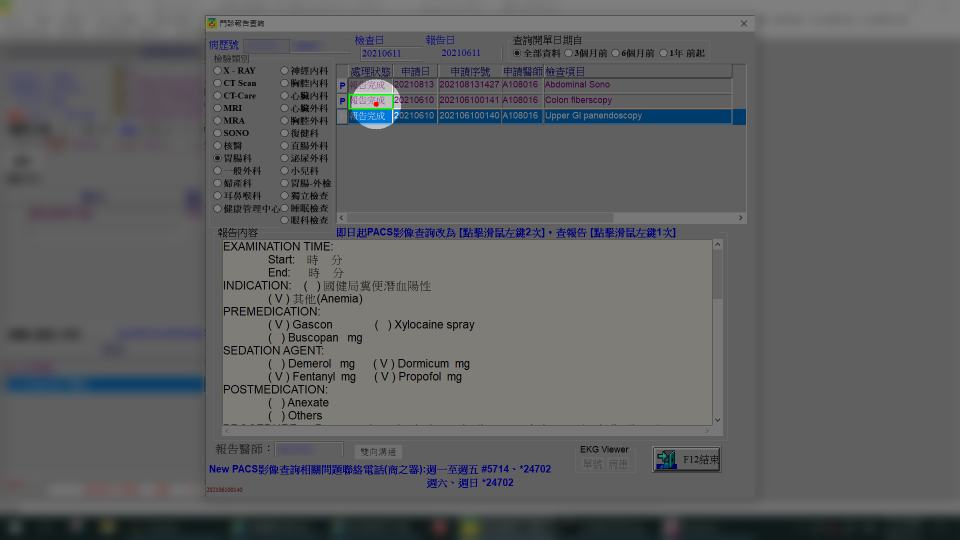 門診報告查詢
病歷號
檢查日 報告日 查詢開單日期自
20210611 20210611 全部資料 3個月前 6個月前 1年 前起
檢驗類別
X - RAY 神經內科
CT Scan 胸腔內科
CT-Care 心臟內科
MRI 心臟外科
MRA 胸腔外科
SONO 復健科
核醫 直腸外科
胃腸科 泌尿外科
一般外科 小兒科
婦產科 胃腸-外檢
耳鼻喉科 獨立檢查
健康管理中心 睡眠檢查
眼科檢查
處理狀態 申請日 申請序號 申請醫師 檢查項目
P 報告完成 20210813 202108131427 A108016 Abdominal Sono
P 報告完成 20210610 202106100141 A108016 Colon fiberscopy
報告完成 20210610 202106100140 A108016 Upper GI panendoscopy
報告內容 即日起PACS影像查詢改為 [點擊滑鼠左鍵2次]，查報告 [點擊滑鼠左鍵1次]
EXAMINATION TIME:
Start: 時 分
End: 時 分
INDICATION: ( ) 國健局糞便潛血陽性
( V ) 其他(Anemia)
PREMEDICATION:
( V ) Gascon ( ) Xylocaine spray
( ) Buscopan mg
SEDATION AGENT:
( ) Demerol mg ( V ) Dormicum mg
( V ) Fentanyl mg ( V ) Propofol mg
POSTMEDICATION:
( ) Anexate
( ) Others
報告醫師： 雙向溝通 EKG Viewer
單號 病患 F12結束
New PACS影像查詢相關問題聯絡電話(商之器):週一至週五 #5714、*24702
週六、週日 *24702
202106100140